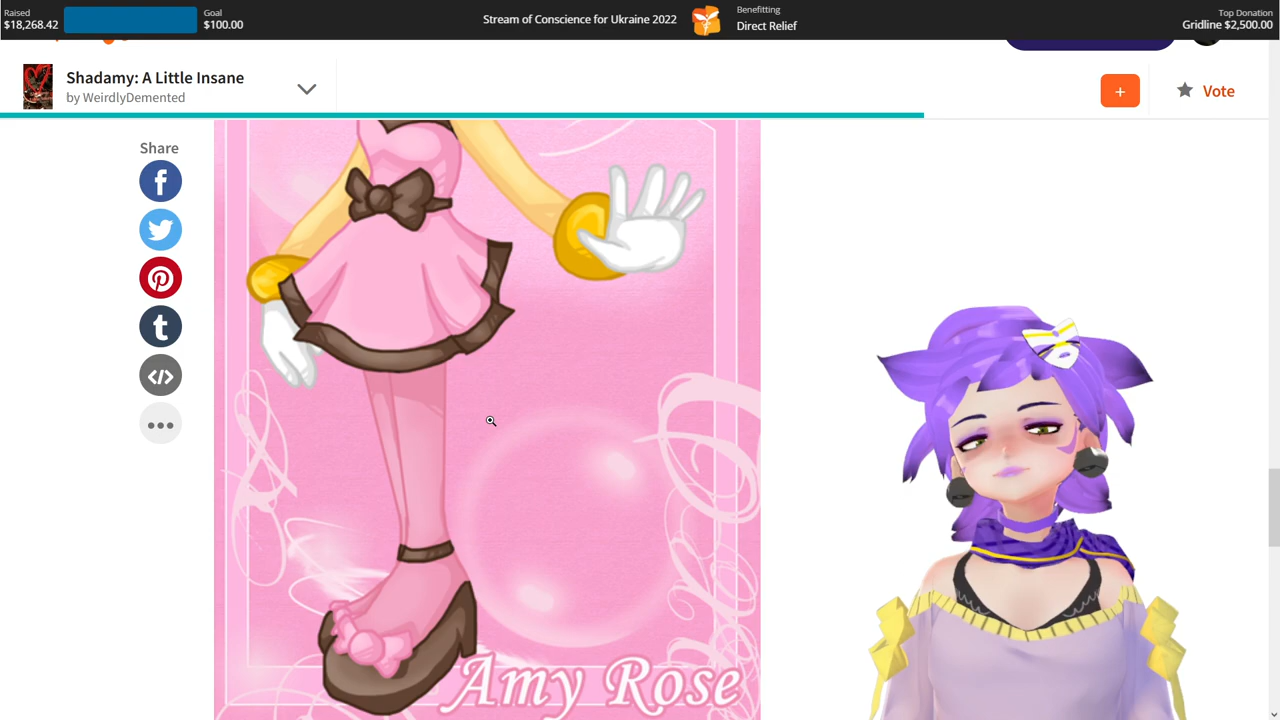 Raised
$18,268.42
Goal
$100.00
Stream of Conscience for Ukraine 2022
Benefitting
Direct Relief
Top Donation
Gridline $2,500.00
Shadamy: A Little Insane
by WeirdlyDemented
+
Vote
Share
Amy Rose